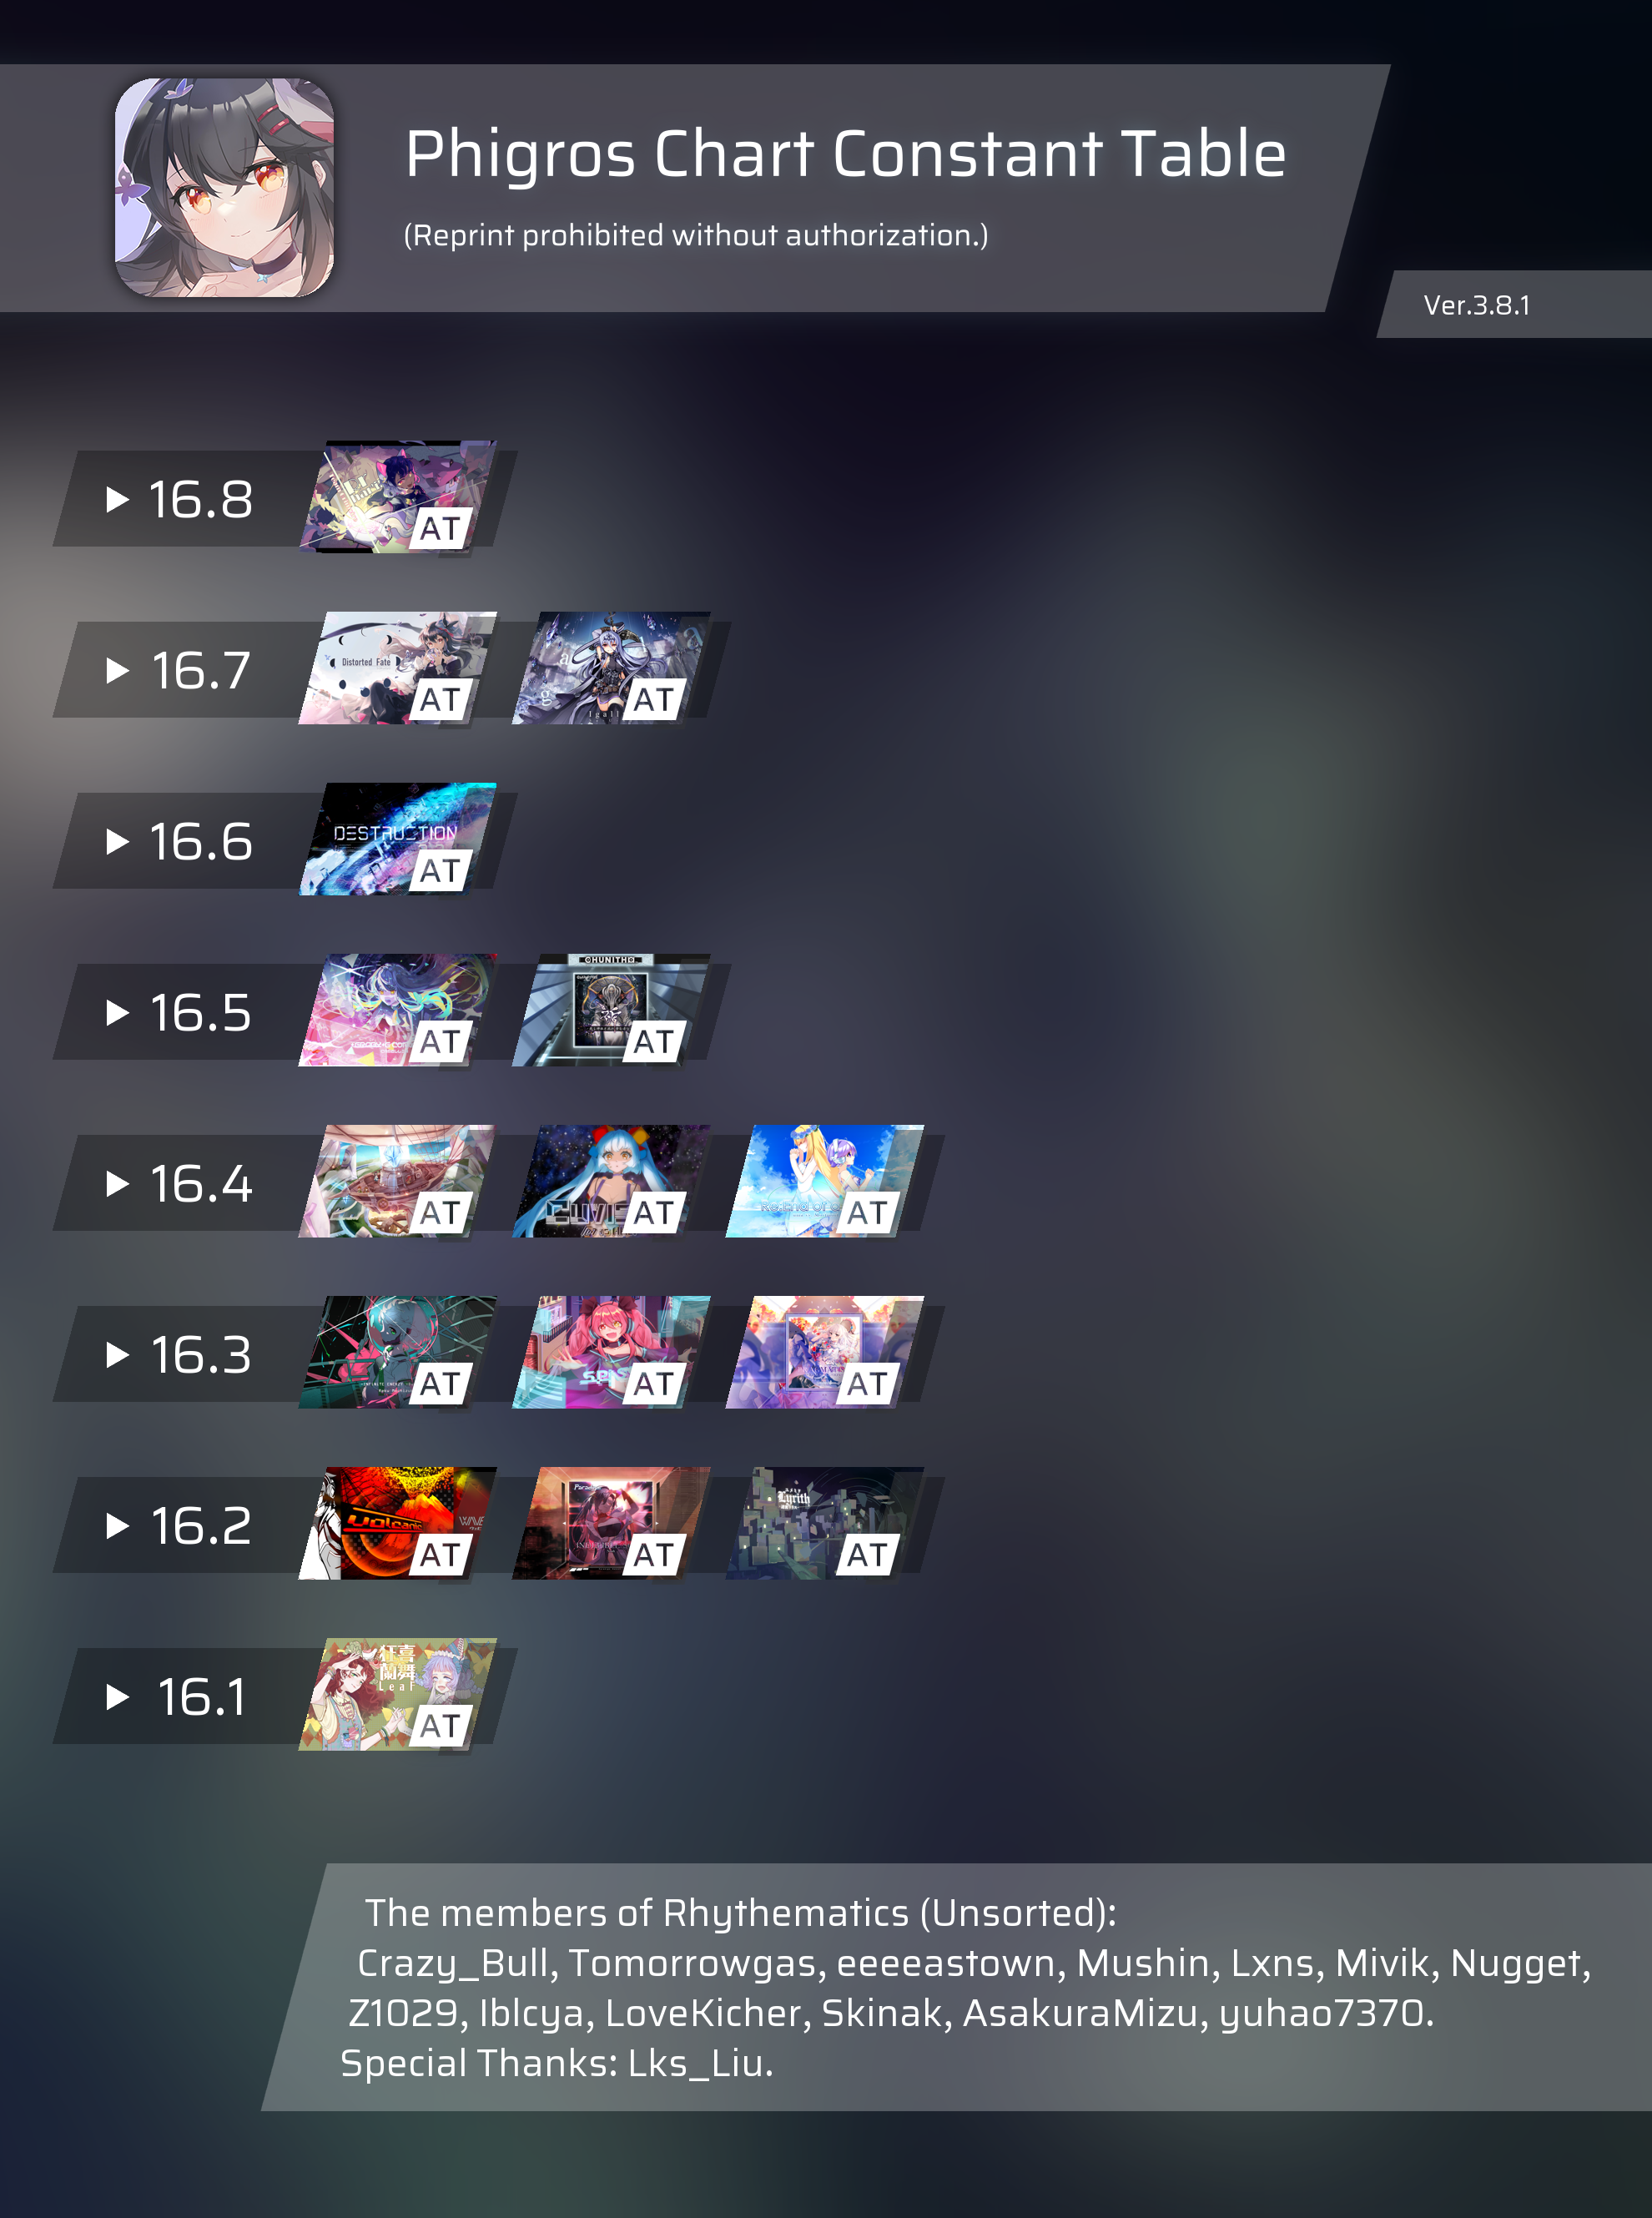 Phigros Chart Constant Table
(Reprint prohibited without authorization.)
Ver.3.8.1
16.8
AT
16.7
Distorted Fate
AT
AT
16.6
DESTRUCTION
AT
16.5
AT
CHUNITHM
AT
16.4
AT
AT
AT
16.3
AT
AT
AT
16.2
Volcanic
AT
AT
Lyrith
AT
16.1
狂喜
蘭舞
LeaF
AT
The members of Rhythematics (Unsorted):
Crazy_Bull, Tomorrowgas, eeeeastown, Mushin, Lxns, Mivik, Nugget,
Z1029, Iblcya, LoveKicher, Skinak, AsakuraMizu, yuhao7370.
Special Thanks: Lks_Liu.